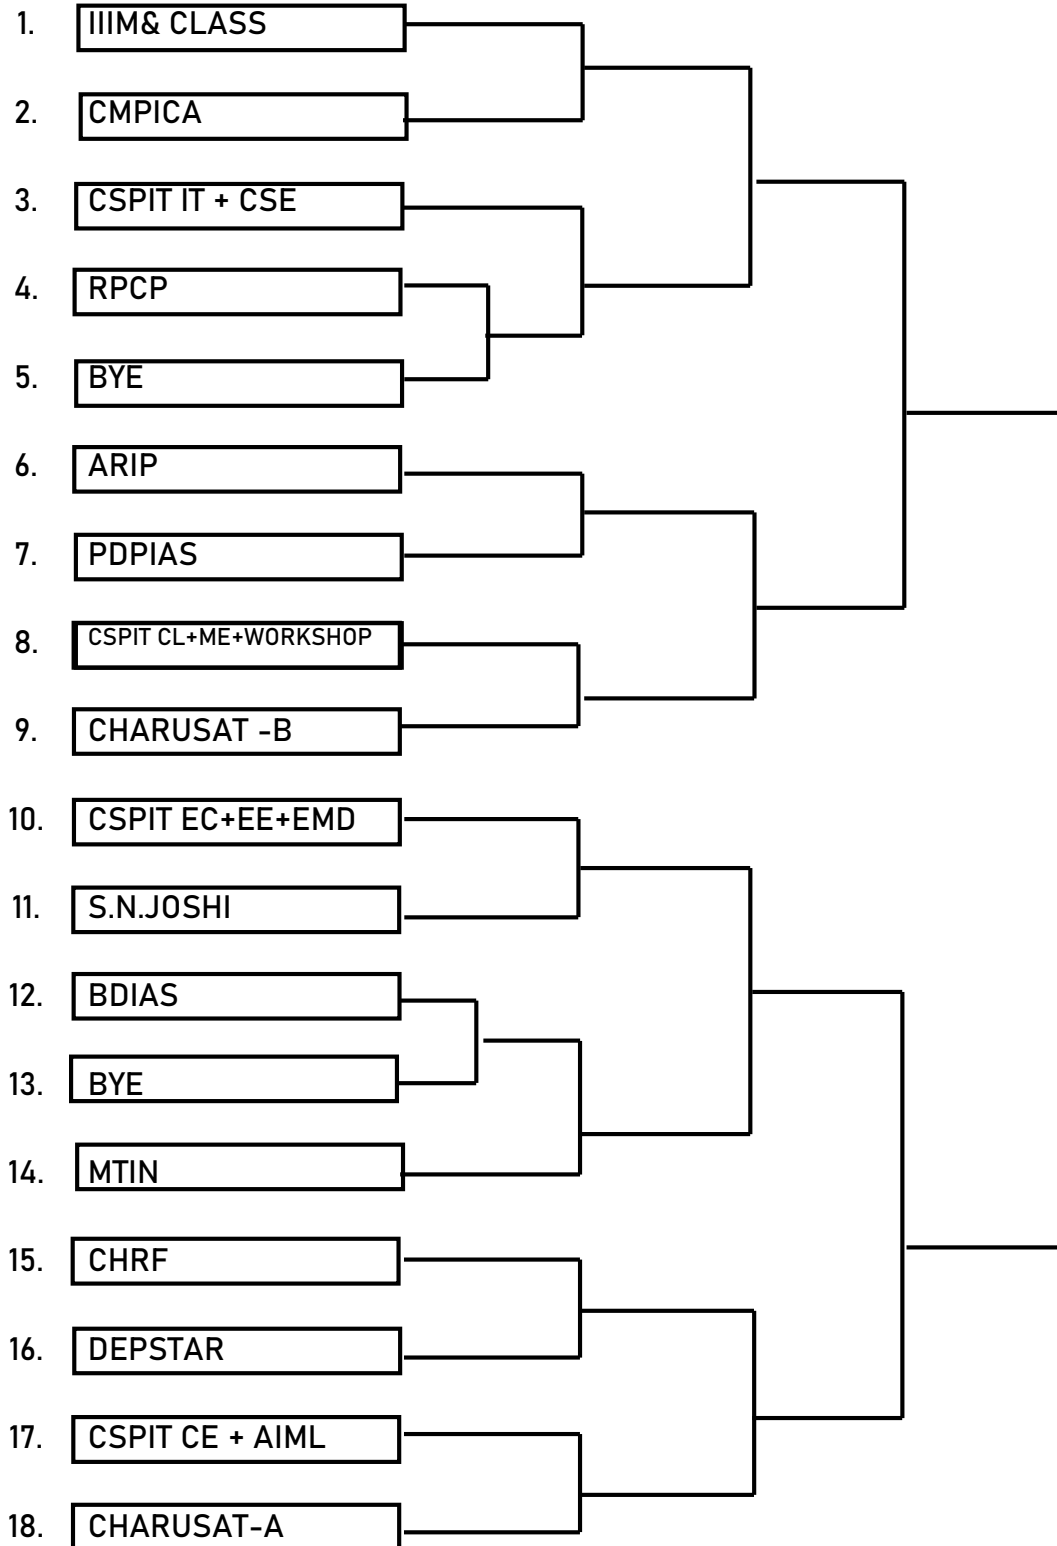 1. IIIM& CLASS
2. CMPICA
3. CSPIT IT + CSE
4. RPCP
5. BYE
6. ARIP
7. PDPIAS
8. CSPIT CL+ME+WORKSHOP
9. CHARUSAT -B
10. CSPIT EC+EE+EMD
11. S.N.JOSHI
12. BDIAS
13. BYE
14. MTIN
15. CHRF
16. DEPSTAR
17. CSPIT CE + AIML
18. CHARUSAT-A